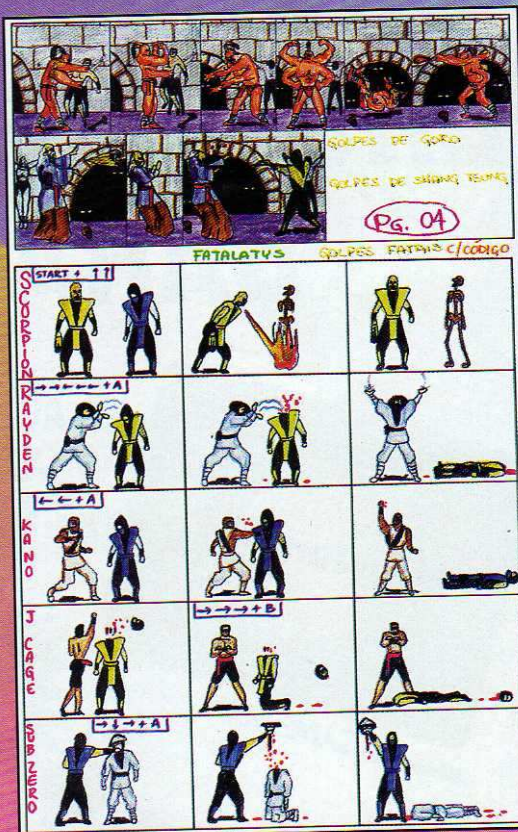 GOLPES DE GORO
GOLPES DE SHANG TSUNG
PG. 04
FATALATYS GOLPES FATAIS C/CÓDIGO
SCORPION
START + ↑↑
RAYDEN
→→←←←+A
KANO
←←+A
J CAGE
→→→+B
SUB ZERO
→↓→+A